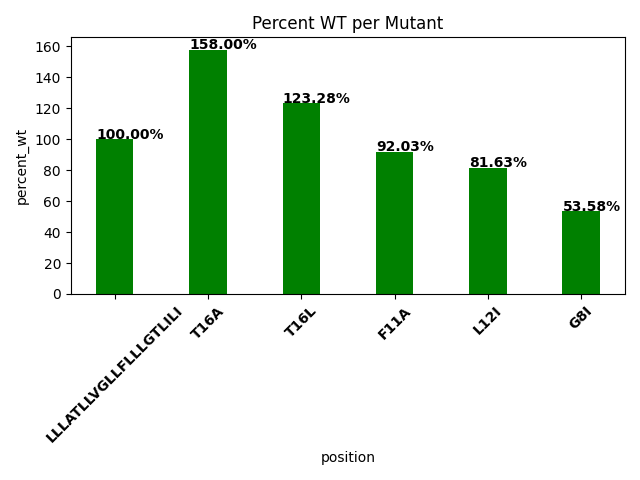 Percent WT per Mutant
percent_wt
160
140
120
100
80
60
40
20
0
100.00%
158.00%
123.28%
92.03%
81.63%
53.58%
LLLATLLVGLLFLLLGTLILI
T16A
T16L
F11A
L12I
G8I
position